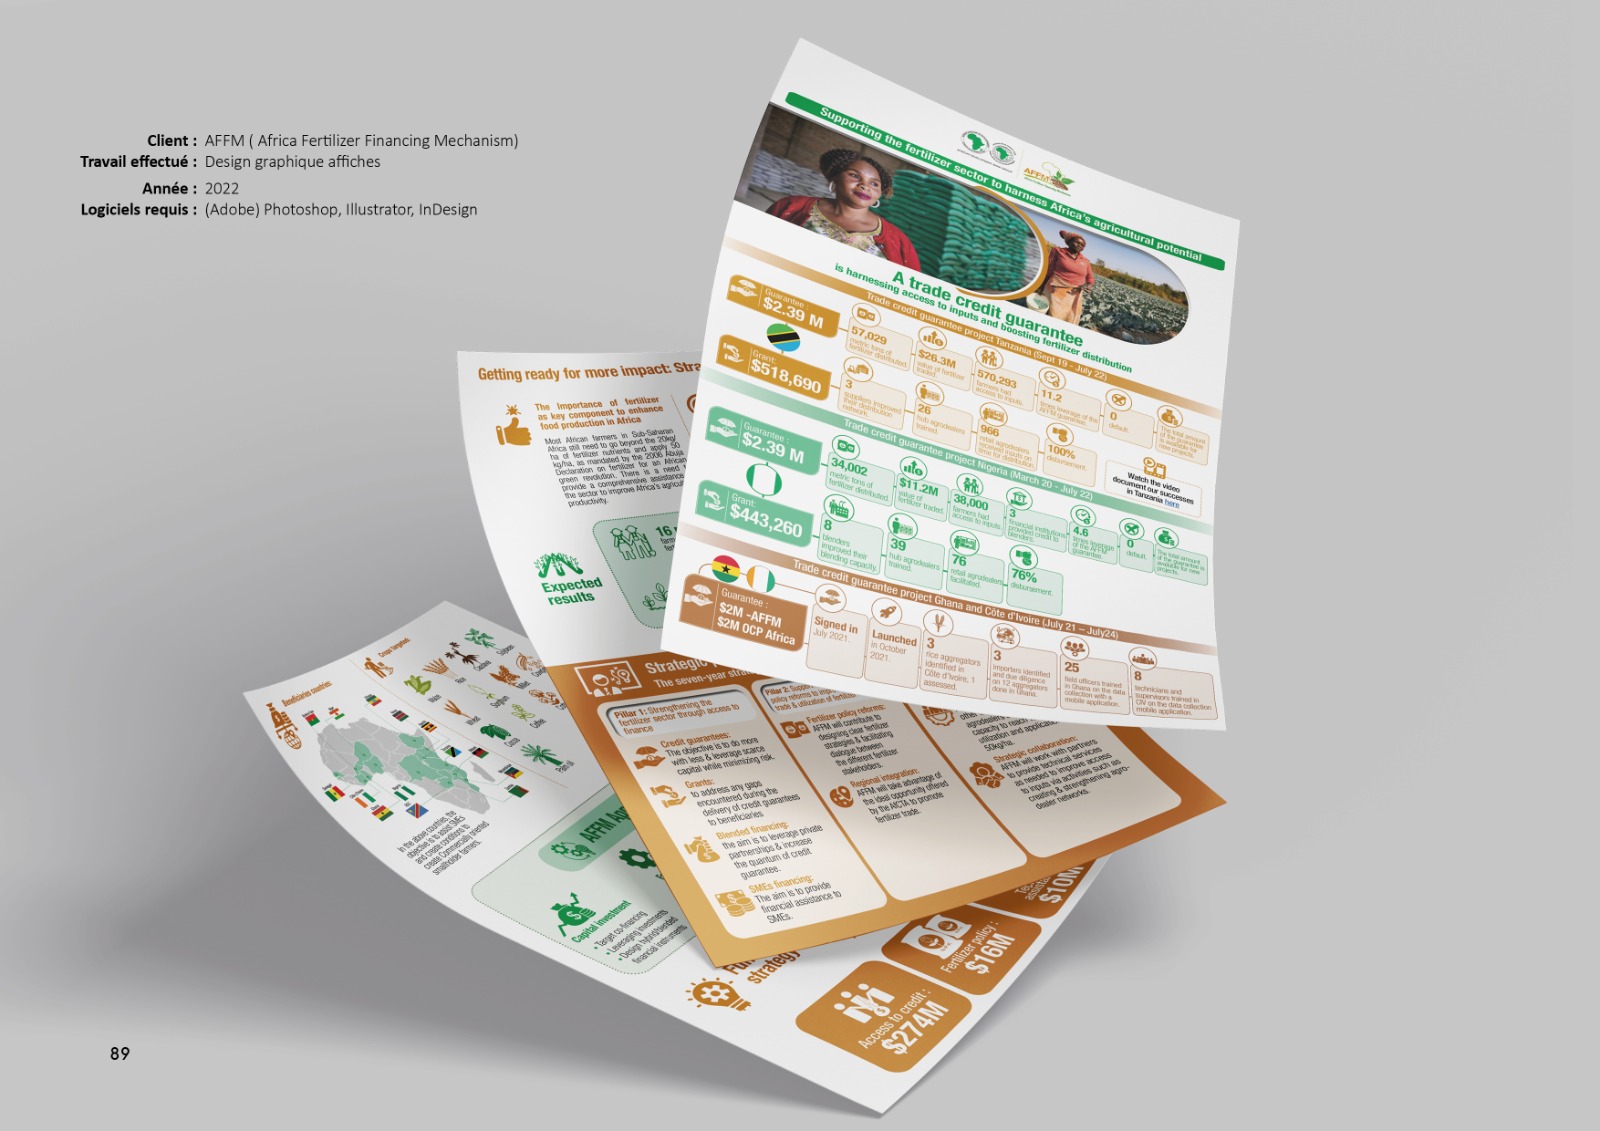 Client : AFFM ( Africa Fertilizer Financing Mechanism)
Travail effectué : Design graphique affiches
Année : 2022
Logiciels requis : (Adobe) Photoshop, Illustrator, InDesign
AFFM
Supporting the fertilizer sector to harness Africa's agricultural potential
A trade credit guarantee
is harnessing access to inputs and boosting fertilizer distribution
Trade credit guarantee project Tanzania (Sept 19 - July 22)
Guarantee :
$2.39 M
Grant:
$518,690
57,029
metric tons of
fertilizer distributed.
$26.3M
value of fertilizer
traded.
570,293
farmers had
access to inputs.
11.2
times leverage of the
AFFM guarantee.
0
default.
The total amount
of the guarantee
is available for
new projects.
3
suppliers improved
their distribution
network.
26
hub agrodealers
trained.
966
retail agrodealers
received inputs on
time for distribution.
100%
disbursement.
Watch the video
document our successes
in Tanzania here
Trade credit guarantee project Nigeria (March 20 - July 22)
Guarantee :
$2.39 M
Grant:
$443,260
34,002
metric tons of
fertilizer distributed.
$11.2M
value of
fertilizer traded.
38,000
farmers had
access to inputs.
3
financial institutions
provided credit to
blenders.
4.6
times leverage
of the AFFM
guarantee.
0
default.
The total amount
of the guarantee is
available for new
projects.
8
blenders
improved their
blending capacity.
39
hub agrodealers
trained.
76
retail agrodealers
facilitated.
76%
disbursement.
Trade credit guarantee project Ghana and Côte d'Ivoire (July 21 – July24)
Guarantee :
$2M -AFFM
$2M OCP Africa
Signed in
July 2021.
Launched
in October
2021.
3
rice aggregators
identified in
Côte d'Ivoire, 1
assessed.
3
importers identified
and due diligence
on 12 aggregators
done in Ghana.
25
field officers trained
in Ghana on the data
collection with a
mobile application.
8
technicians and
supervisors trained in
CIV on the data collection
mobile application.
Getting ready for more impact: Stra
The importance of fertilizer
as key component to enhance
food production in Africa
Most African farmers in Sub-Saharan
Africa still need to go beyond the 20kg/
ha of fertilizer nutrients and apply 50
kg/ha, as mandated by the 2006 Abuja
Declaration on fertilizer for an African
green revolution. There is a need
provide a comprehensive assistance
the sector to improve Africa's agricul
productivity.
Expected
results
16
Strategic
The seven-year stra
Pillar 1: Strengthening the
fertilizer sector through access to
finance
Credit guarantees:
The objective is to do more
with less & leverage scarce
capital while minimizing risk.
Grants:
to address any gaps
encountered during the
delivery of credit guarantees
to beneficiaries
Blended financing:
the aim is to leverage private
partnerships & increase
the quantum of credit
guarantee.
SMEs financing:
The aim is to provide
financial assistance to
SMEs.
Pillar 2: Support
policy reforms to impr
trade & utilization of fertilizer
Fertilizer policy reforms:
AFFM will contribute to
designing clear fertilizer
strategies & facilitating
dialogue between
the different fertilizer
stakeholders.
Regional integration:
AFFM will take advantage of
the ideal opportunity offered
by the AfCTA to promote
fertilizer trade.
other
agrodealers
capacity to reach
utilization and application
50kg/ha.
Strategic collaboration:
AFFM will work with partners
to provide technical services
as needed to improve access
to inputs via activities such as
creating & strengthening agro-
dealer networks.
Beneficiaries countries:
Crops targeted:
Rice
Cassava
Soybeans
Maize
Sorghum
Millet
Wheat
Coffee
Cocoa
Palm oil
In the above countries, the
objective is to assist SMEs
and create conditions to
create Commercially oriented
smallholder farmers.
AFFM
Capital investment
• Target co-financing
• Leveraging investments
• Design hybrid/blended
financial instruments
strategy
Access to credit :
$274M
Fertilizer policy :
$16M
$10M
89